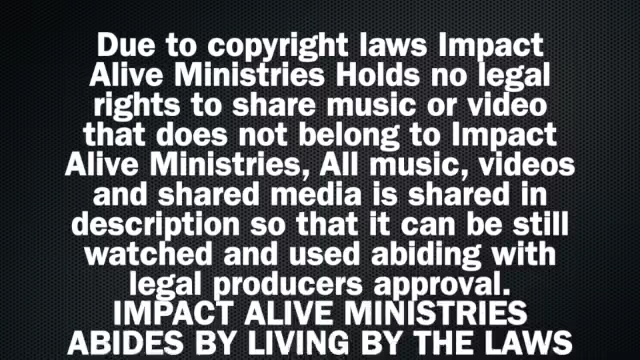 Due to copyright laws Impact
Alive Ministries Holds no legal
rights to share music or video
that does not belong to Impact
Alive Ministries, All music, videos
and shared media is shared in
description so that it can be still
watched and used abiding with
legal producers approval.
IMPACT ALIVE MINISTRIES
ABIDES BY LIVING BY THE LAWS